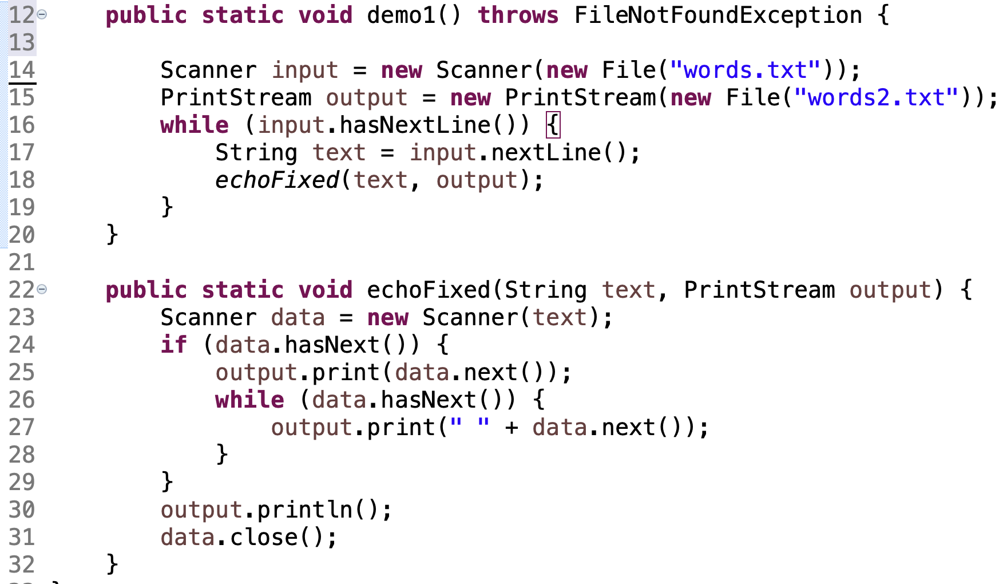 12 public static void demo1() throws FileNotFoundException {
13
14 Scanner input = new Scanner(new File("words.txt"));
15 PrintStream output = new PrintStream(new File("words2.txt"));
16 while (input.hasNextLine()) {
17 String text = input.nextLine();
18 echoFixed(text, output);
19 }
20 }
21
22 public static void echoFixed(String text, PrintStream output) {
23 Scanner data = new Scanner(text);
24 if (data.hasNext()) {
25 output.print(data.next());
26 while (data.hasNext()) {
27 output.print(" " + data.next());
28 }
29 }
30 output.println();
31 data.close();
32 }